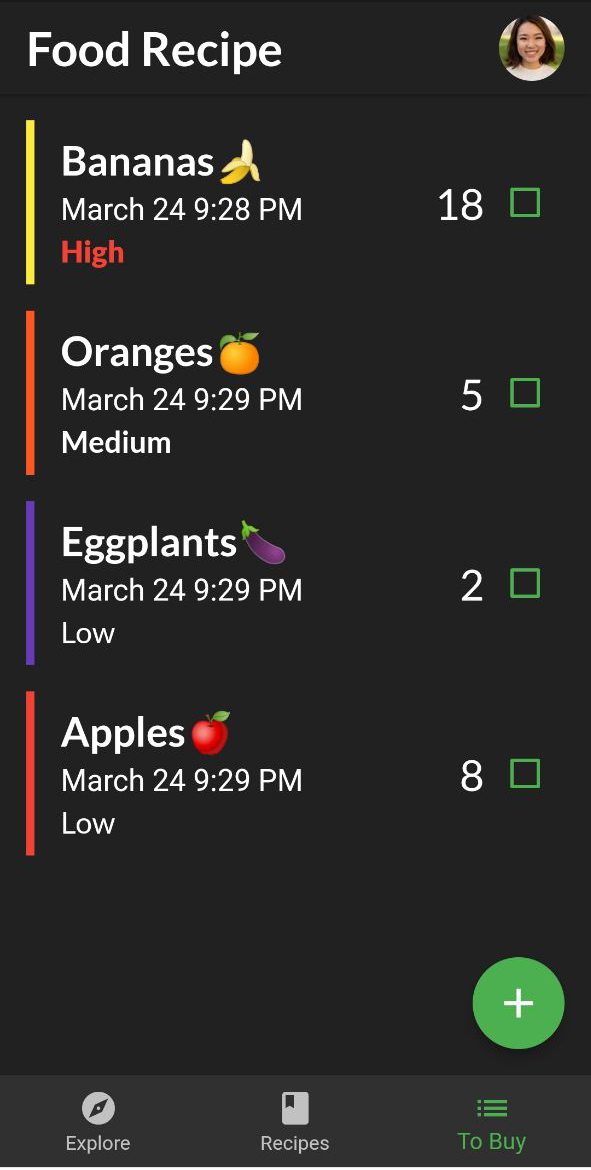 Food Recipe
Bananas🍌
March 24 9:28 PM
High
18
Oranges🍊
March 24 9:29 PM
Medium
5
Eggplants🍆
March 24 9:29 PM
Low
2
Apples🍎
March 24 9:29 PM
Low
8
+
Explore
Recipes
To Buy